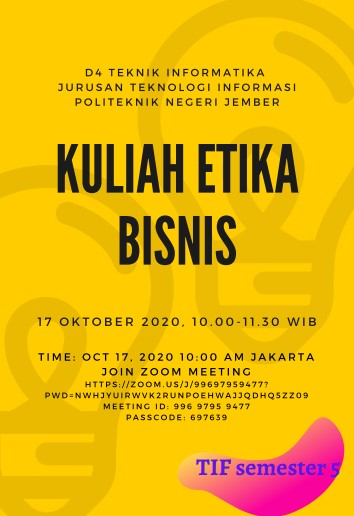 D4 TEKNIK INFORMATIKA
JURUSAN TEKNOLOGI INFORMASI
POLITEKNIK NEGERI JEMBER
KULIAH ETIKA
BISNIS
17 OKTOBER 2020, 10.00-11.30 WIB
TIME: OCT 17, 2020 10:00 AM JAKARTA
JOIN ZOOM MEETING
HTTPS://ZOOM.US/J/99697959477?
PWD=NWHJYUIRWVK2RUNPOEHWAJJQDHQ5ZZ09
MEETING ID: 996 9795 9477
PASSCODE: 697639
TIF semester 5